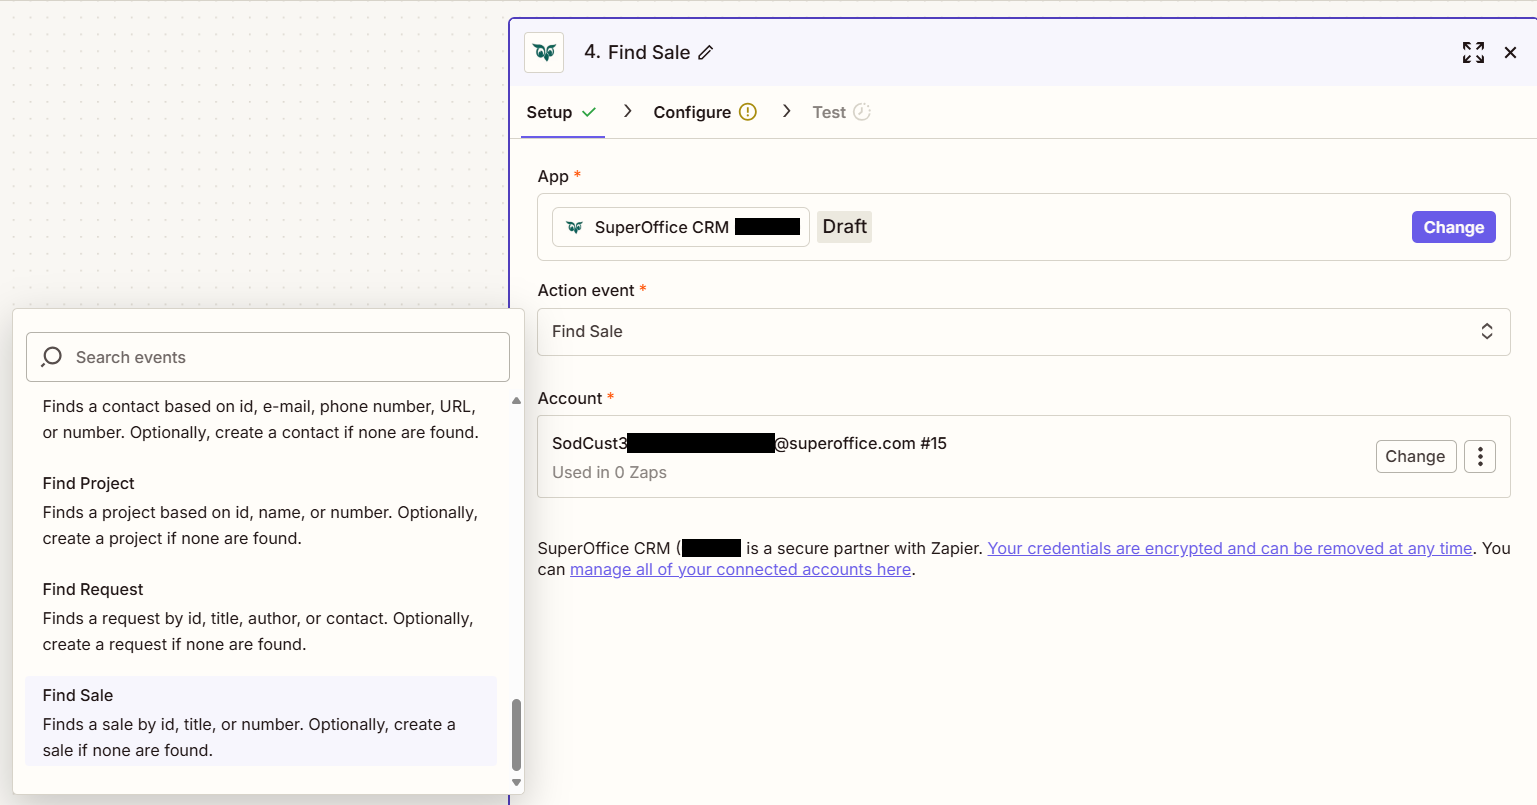 4. Find Sale
Setup
Configure
Test
App *
SuperOffice CRM
Draft
Change
Action event *
Find Sale
Account *
SodCust3
@superoffice.com #15
Used in 0 Zaps
Change
SuperOffice CRM ( is a secure partner with Zapier. Your credentials are encrypted and can be removed at any time. You
can manage all of your connected accounts here.
Search events
Finds a contact based on id, e-mail, phone number, URL,
or number. Optionally, create a contact if none are found.
Find Project
Finds a project based on id, name, or number. Optionally,
create a project if none are found.
Find Request
Finds a request by id, title, author, or contact. Optionally,
create a request if none are found.
Find Sale
Finds a sale by id, title, or number. Optionally, create a
sale if none are found.